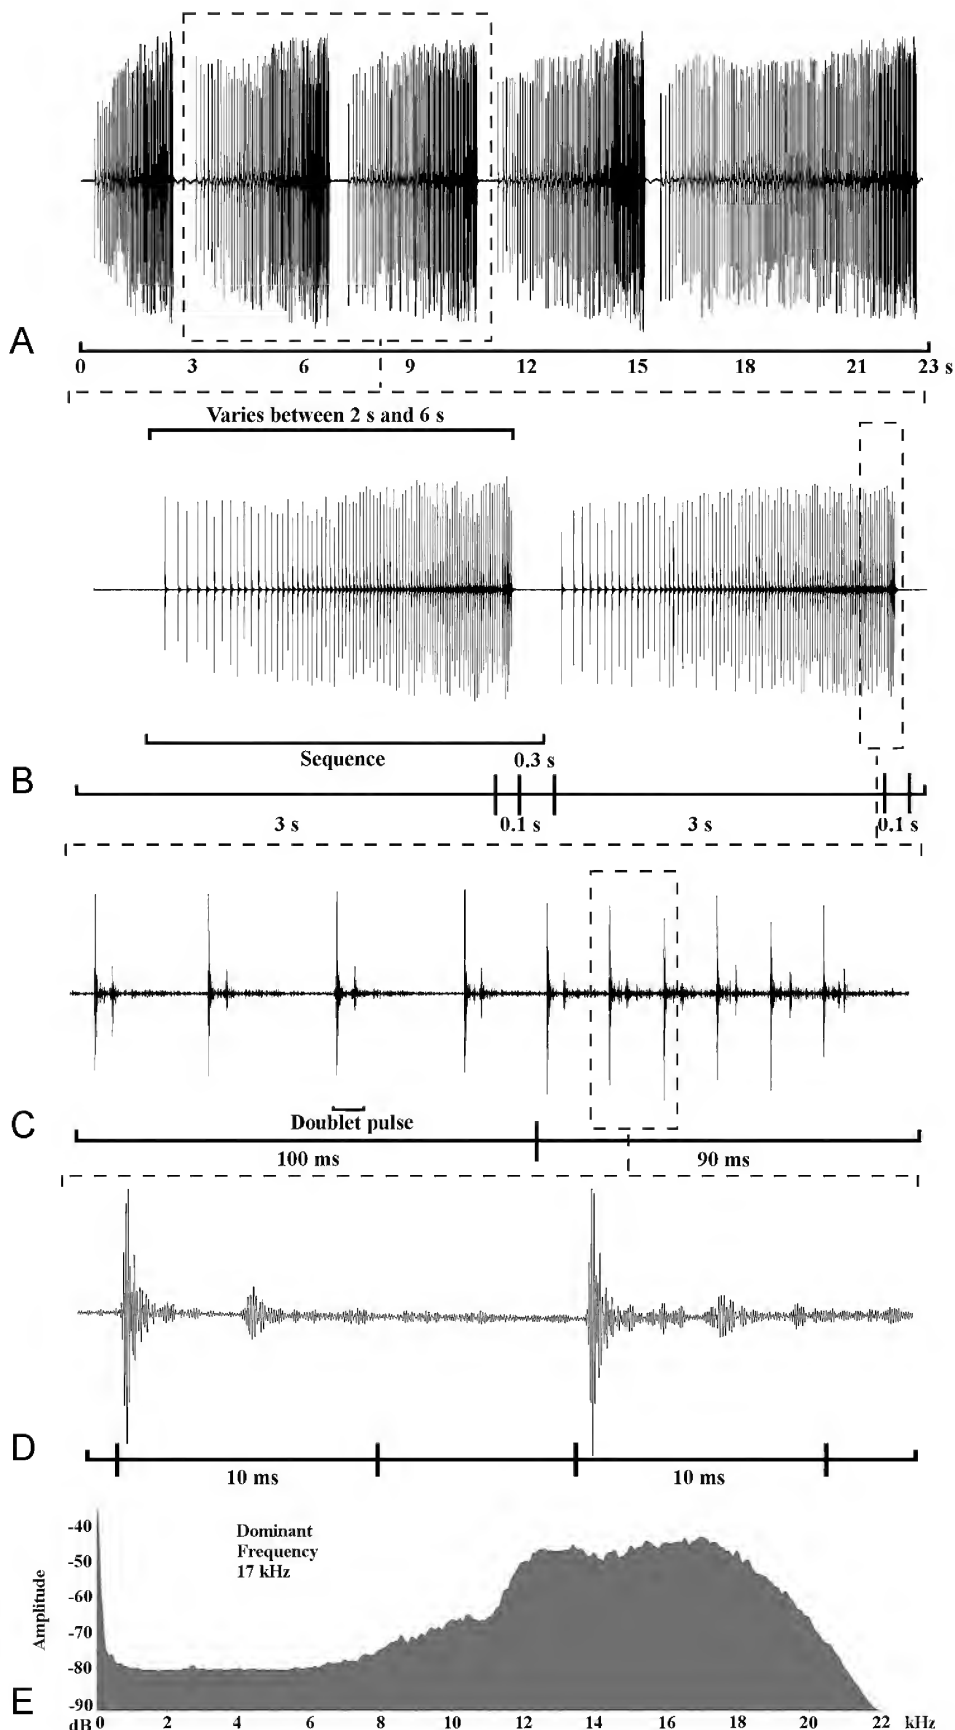 A
0 3 6 9 12 15 18 21 23 s
Varies between 2 s and 6 s
Sequence
0.3 s
B
3 s 0.1 s 3 s 0.1 s
Doublet pulse
C
100 ms 90 ms
D
10 ms 10 ms
Dominant
Frequency
17 kHz
Amplitude
-40
-50
-60
-70
-80
-90
E
dB 0 2 4 6 8 10 12 14 16 18 20 22 kHz